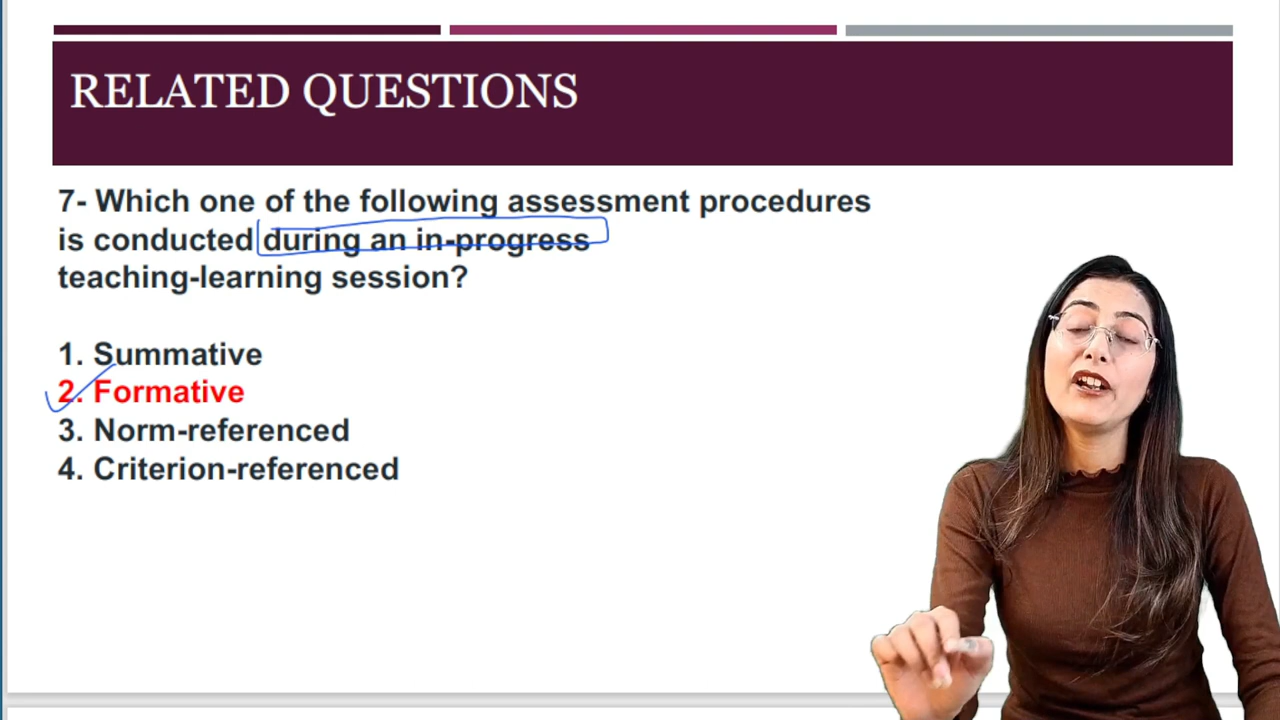 RELATED QUESTIONS
7- Which one of the following assessment procedures
is conducted during an in-progress
teaching-learning session?
1. Summative
2. Formative
3. Norm-referenced
4. Criterion-referenced